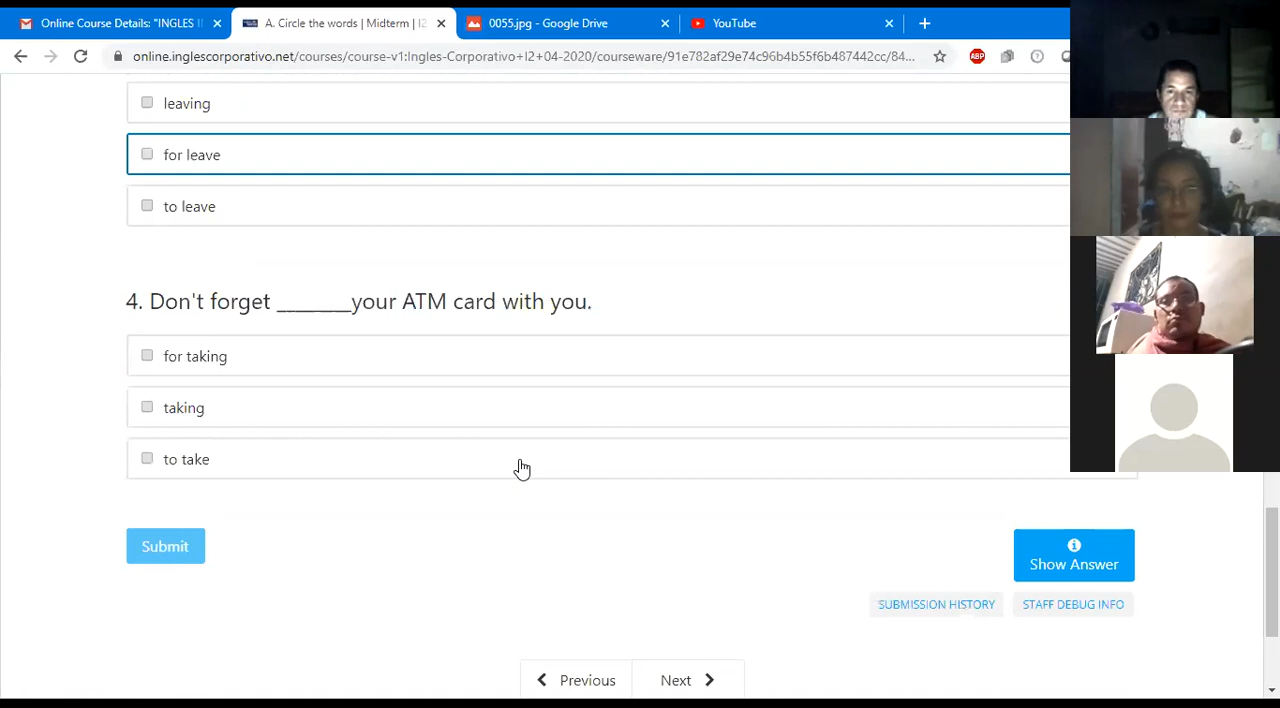 Online Course Details: "INGLES I
A. Circle the words | Midterm | I2
0055.jpg - Google Drive
YouTube
online.inglescorporativo.net/courses/course-v1:Ingles-Corporativo+I2+04-2020/courseware/91e782af29e74c96b4b55f6b487442cc/84...
ABP
leaving
for leave
to leave
4. Don't forget ________your ATM card with you.
for taking
taking
to take
Submit
Show Answer
SUBMISSION HISTORY
STAFF DEBUG INFO
Previous
Next